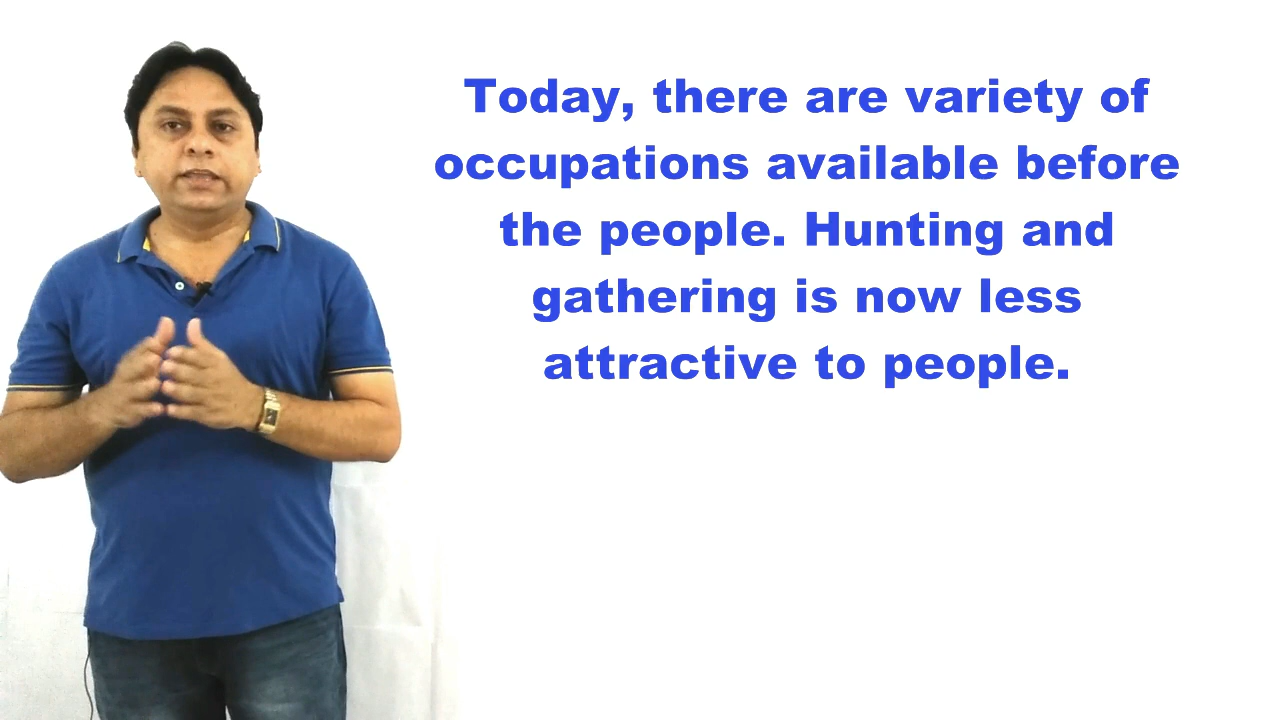 Today, there are variety of
occupations available before
the people. Hunting and
gathering is now less
attractive to people.